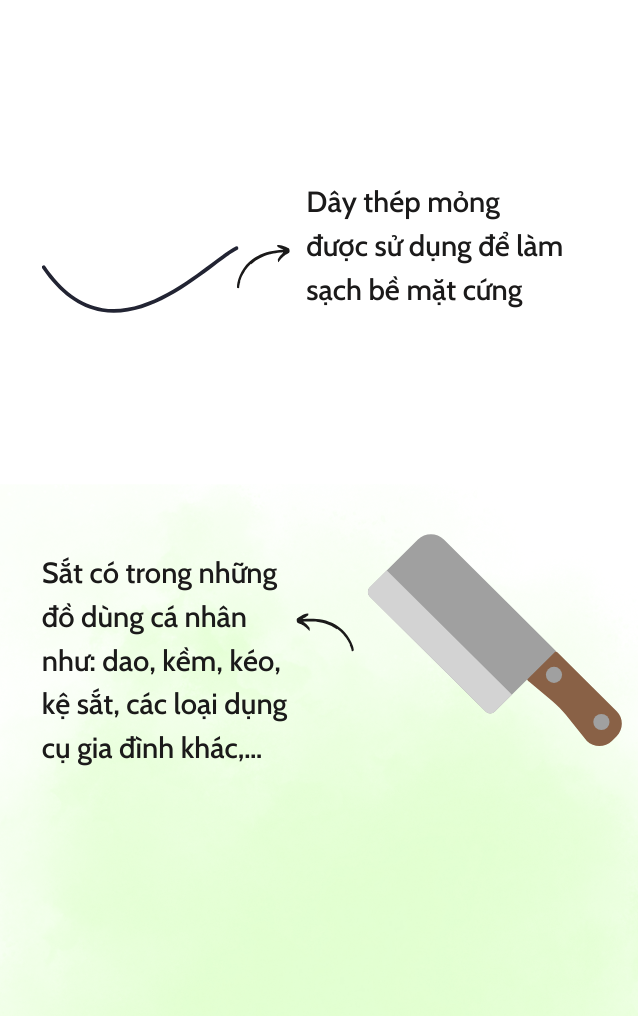 Dây thép mỏng
được sử dụng để làm
sạch bề mặt cứng
Sắt có trong những
đồ dùng cá nhân
như: dao, kềm, kéo,
kệ sắt, các loại dụng
cụ gia đình khác,...